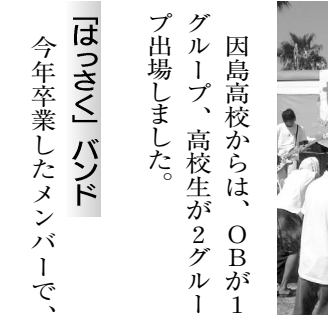 因島高校からは、OBが1
グループ、高校生が2グルー
プ出場しました。
「はっさく」バンド
今年卒業したメンバーで、